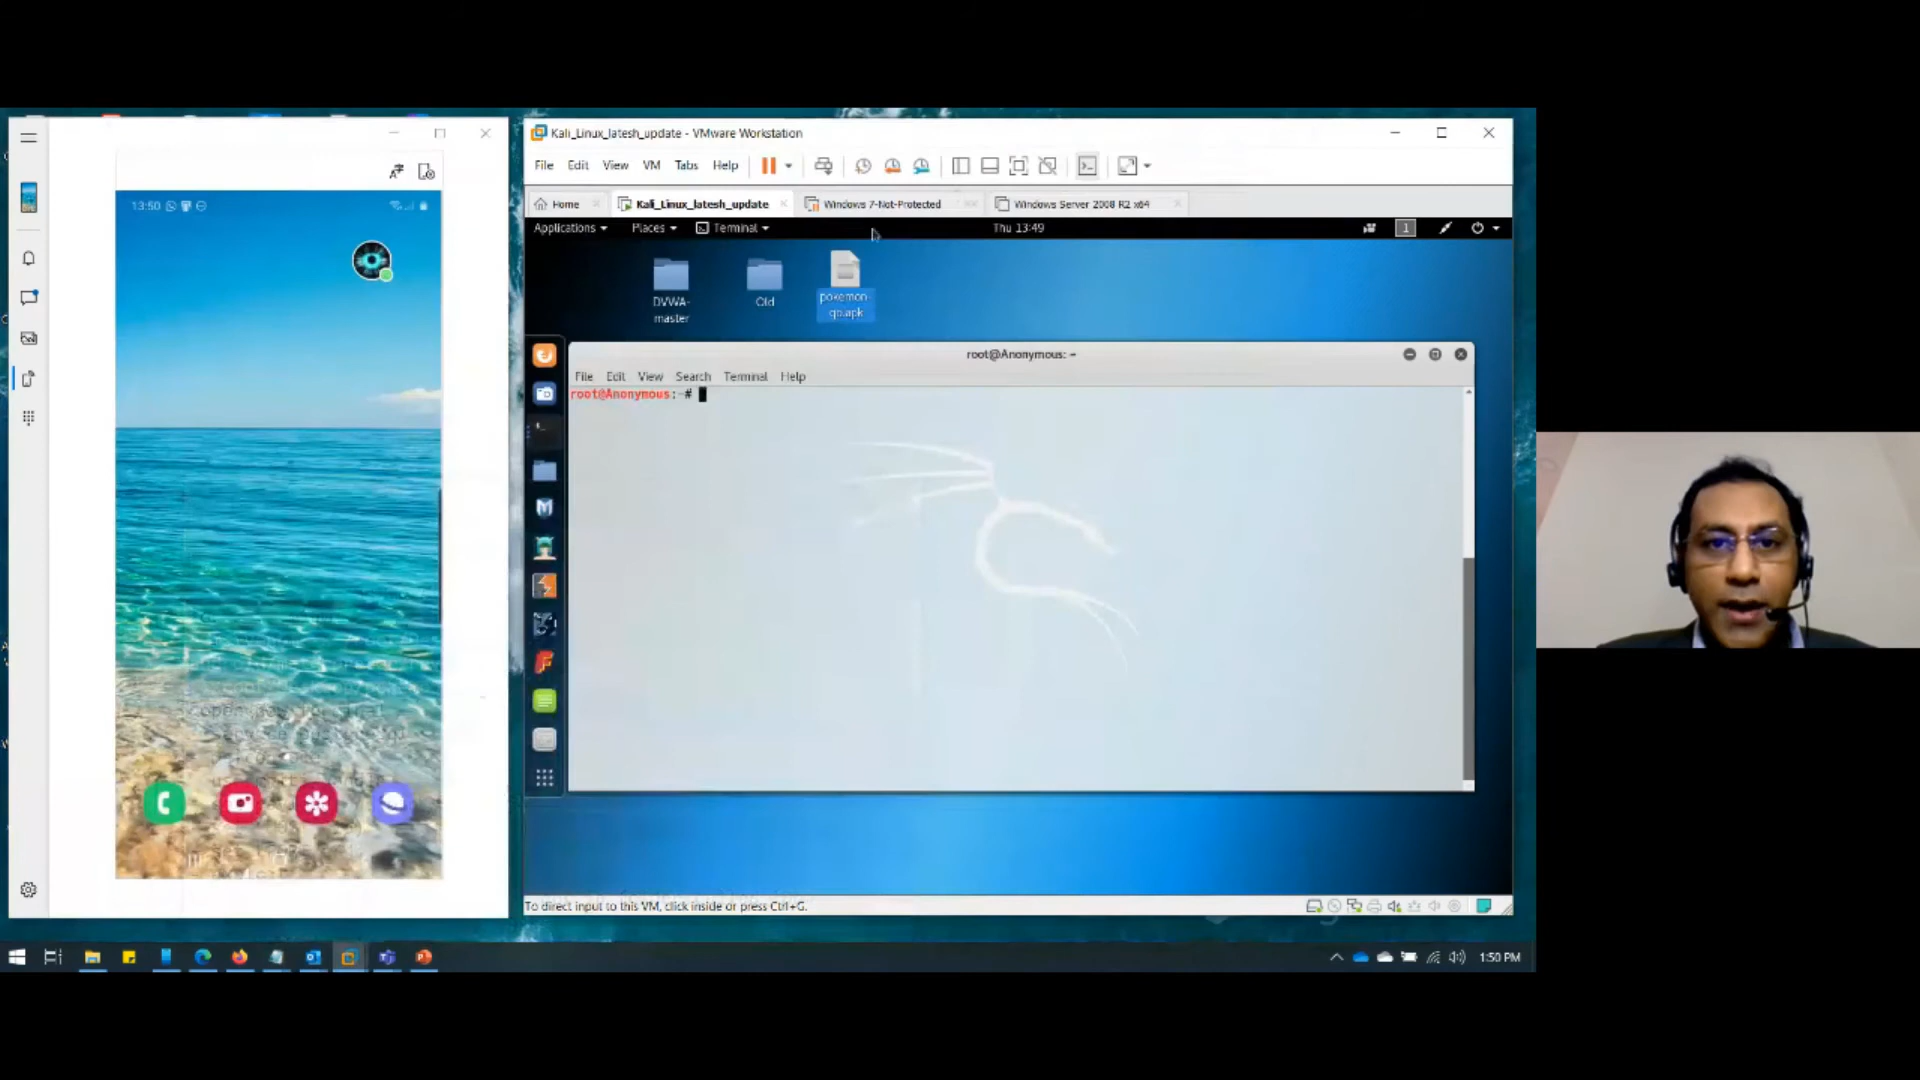 Kali_Linux_latesh_update - VMware Workstation
File Edit View VM Tabs Help
Home
Kali_Linux_latesh_update
Windows 7-Not-Protected
Windows Server 2008 R2 x64
13:50
Applications Places Terminal
Thu 13:49
1
DVWA-
master
Old
pokemon-
go.apk
root@Anonymous: ~
File Edit View Search Terminal Help
root@Anonymous:~#
To direct input to this VM, click inside or press Ctrl+G.
1:50 PM